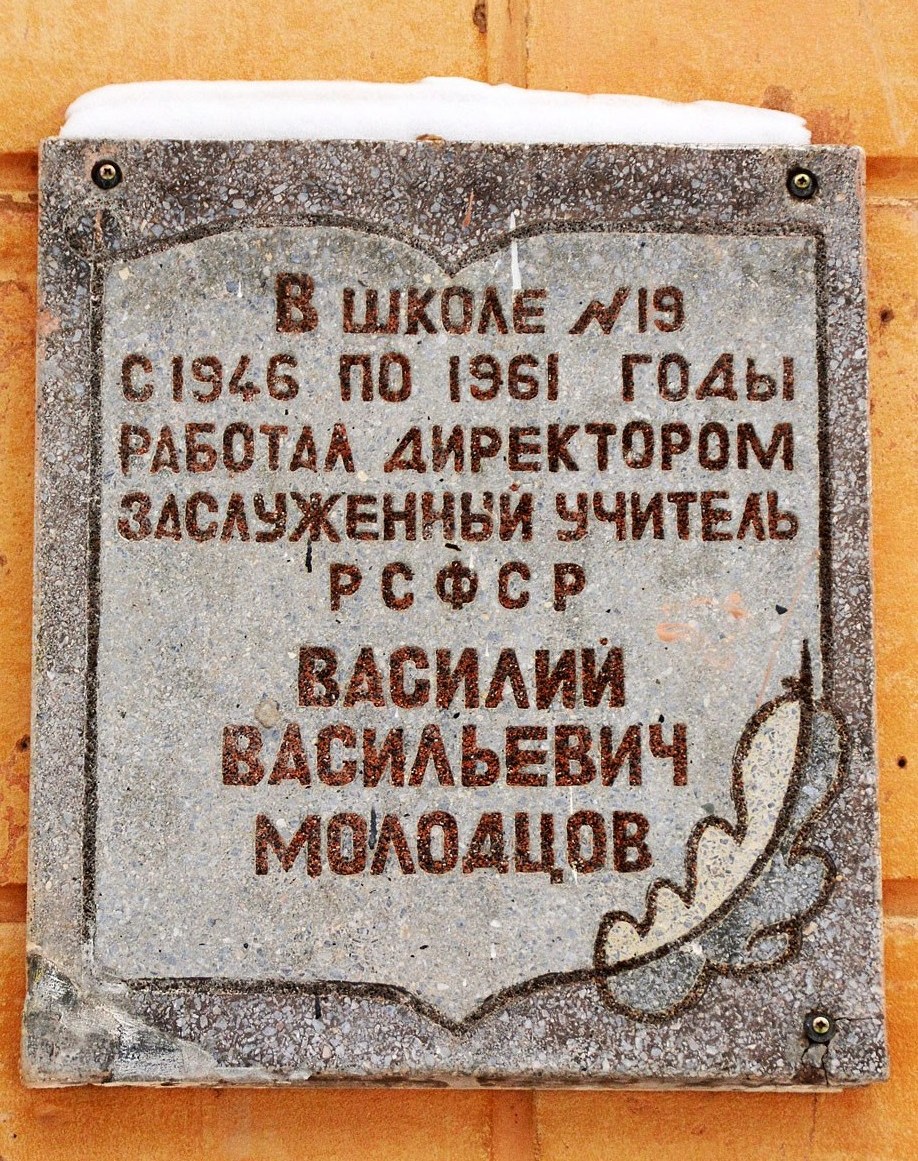 В ШКОЛЕ №19
С 1946 ПО 1961 ГОДЫ
РАБОТАЛ ДИРЕКТОРОМ
ЗАСЛУЖЕННЫЙ УЧИТЕЛЬ
РСФСР
ВАСИЛИЙ
ВАСИЛЬЕВИЧ
МОЛОДЦОВ